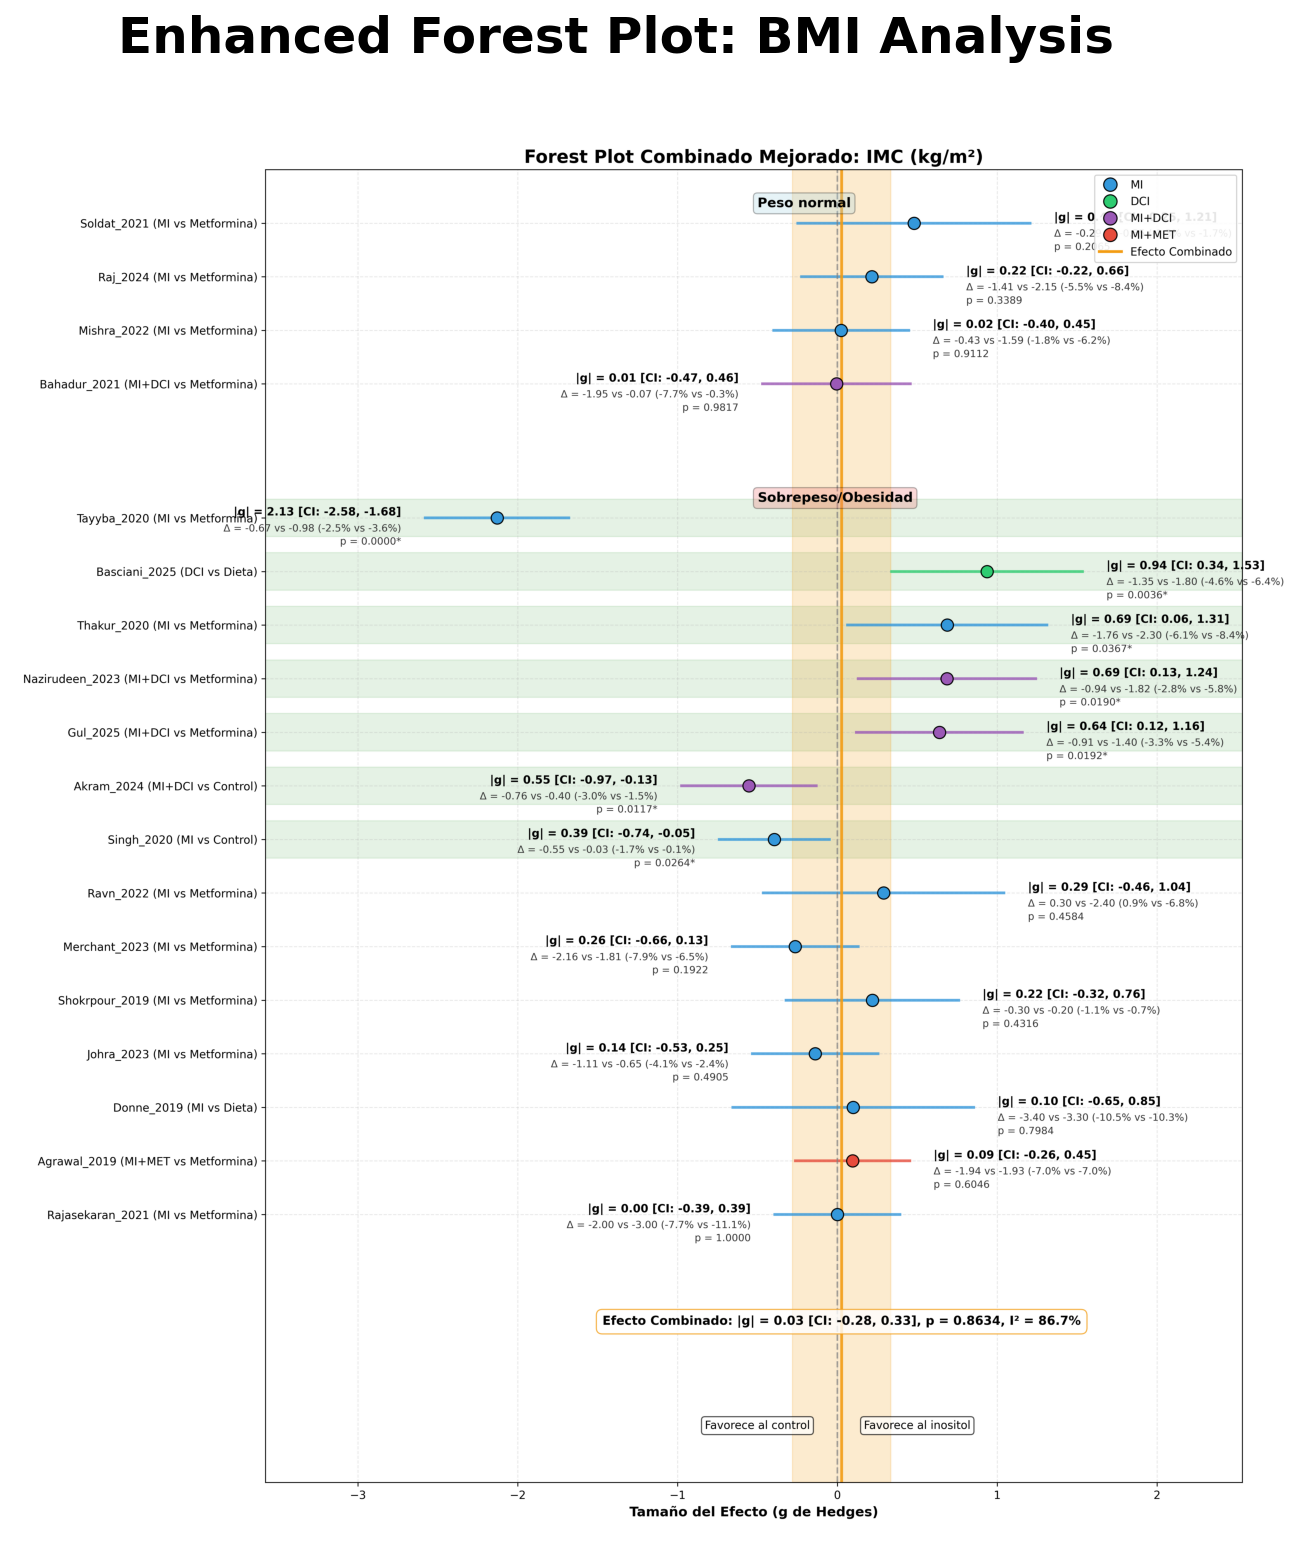 Enhanced Forest Plot: BMI Analysis
Forest Plot Combinado Mejorado: IMC (kg/m²)
Peso normal
MI
DCI
MI+DCI
MI+MET
Efecto Combinado
Soldat_2021 (MI vs Metformina)
|g| = 0. 1.21]
Δ = -0.2 vs -1.7%)
p = 0.20
Raj_2024 (MI vs Metformina)
|g| = 0.22 [CI: -0.22, 0.66]
Δ = -1.41 vs -2.15 (-5.5% vs -8.4%)
p = 0.3389
Mishra_2022 (MI vs Metformina)
|g| = 0.02 [CI: -0.40, 0.45]
Δ = -0.43 vs -1.59 (-1.8% vs -6.2%)
p = 0.9112
Bahadur_2021 (MI+DCI vs Metformina)
|g| = 0.01 [CI: -0.47, 0.46]
Δ = -1.95 vs -0.07 (-7.7% vs -0.3%)
p = 0.9817
Sobrepeso/Obesidad
Tayyba_2020 (MI vs Metformina)
|g| = 2.13 [CI: -2.58, -1.68]
Δ = -0.67 vs -0.98 (-2.5% vs -3.6%)
p = 0.0000*
Basciani_2025 (DCI vs Dieta)
|g| = 0.94 [CI: 0.34, 1.53]
Δ = -1.35 vs -1.80 (-4.6% vs -6.4%)
p = 0.0036*
Thakur_2020 (MI vs Metformina)
|g| = 0.69 [CI: 0.06, 1.31]
Δ = -1.76 vs -2.30 (-6.1% vs -8.4%)
p = 0.0367*
Nazirudeen_2023 (MI+DCI vs Metformina)
|g| = 0.69 [CI: 0.13, 1.24]
Δ = -0.94 vs -1.82 (-2.8% vs -5.8%)
p = 0.0190*
Gul_2025 (MI+DCI vs Metformina)
|g| = 0.64 [CI: 0.12, 1.16]
Δ = -0.91 vs -1.40 (-3.3% vs -5.4%)
p = 0.0192*
Akram_2024 (MI+DCI vs Control)
|g| = 0.55 [CI: -0.97, -0.13]
Δ = -0.76 vs -0.40 (-3.0% vs -1.5%)
p = 0.0117*
Singh_2020 (MI vs Control)
|g| = 0.39 [CI: -0.74, -0.05]
Δ = -0.55 vs -0.03 (-1.7% vs -0.1%)
p = 0.0264*
Ravn_2022 (MI vs Metformina)
|g| = 0.29 [CI: -0.46, 1.04]
Δ = 0.30 vs -2.40 (0.9% vs -6.8%)
p = 0.4584
Merchant_2023 (MI vs Metformina)
|g| = 0.26 [CI: -0.66, 0.13]
Δ = -2.16 vs -1.81 (-7.9% vs -6.5%)
p = 0.1922
Shokrpour_2019 (MI vs Metformina)
|g| = 0.22 [CI: -0.32, 0.76]
Δ = -0.30 vs -0.20 (-1.1% vs -0.7%)
p = 0.4316
Johra_2023 (MI vs Metformina)
|g| = 0.14 [CI: -0.53, 0.25]
Δ = -1.11 vs -0.65 (-4.1% vs -2.4%)
p = 0.4905
Donne_2019 (MI vs Dieta)
|g| = 0.10 [CI: -0.65, 0.85]
Δ = -3.40 vs -3.30 (-10.5% vs -10.3%)
p = 0.7984
Agrawal_2019 (MI+MET vs Metformina)
|g| = 0.09 [CI: -0.26, 0.45]
Δ = -1.94 vs -1.93 (-7.0% vs -7.0%)
p = 0.6046
Rajasekaran_2021 (MI vs Metformina)
|g| = 0.00 [CI: -0.39, 0.39]
Δ = -2.00 vs -3.00 (-7.7% vs -11.1%)
p = 1.0000
Efecto Combinado: |g| = 0.03 [CI: -0.28, 0.33], p = 0.8634, I² = 86.7%
Favorece al control
Favorece al inositol
−3 −2 −1 0 1 2
Tamaño del Efecto (g de Hedges)